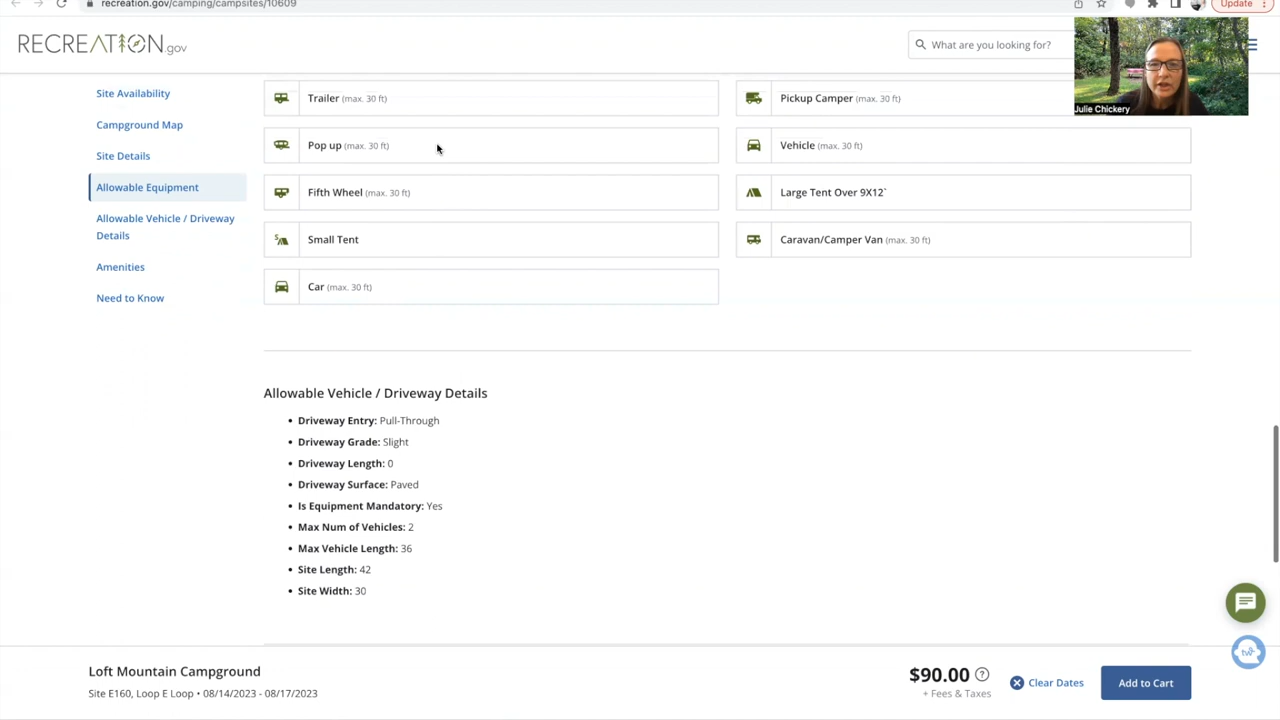 recreation.gov/camping/campsites/10609
Update
RECREATION.gov
What are you looking for?
Julie Chickery
Site Availability
Campground Map
Site Details
Allowable Equipment
Allowable Vehicle / Driveway
Details
Amenities
Need to Know
Trailer (max. 30 ft)
Pickup Camper (max. 30 ft)
Pop up (max. 30 ft)
Vehicle (max. 30 ft)
Fifth Wheel (max. 30 ft)
Large Tent Over 9X12`
S
Small Tent
Caravan/Camper Van (max. 30 ft)
Car (max. 30 ft)
Allowable Vehicle / Driveway Details
• Driveway Entry: Pull-Through
• Driveway Grade: Slight
• Driveway Length: 0
• Driveway Surface: Paved
• Is Equipment Mandatory: Yes
• Max Num of Vehicles: 2
• Max Vehicle Length: 36
• Site Length: 42
• Site Width: 30
Loft Mountain Campground
Site E160, Loop E Loop • 08/14/2023 - 08/17/2023
$90.00 ?
+ Fees & Taxes
Clear Dates
Add to Cart